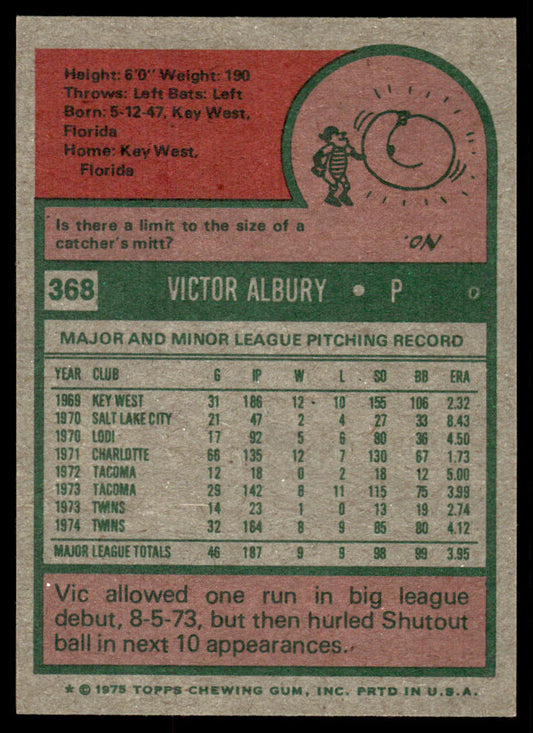 Height: 6'0" Weight: 190
Throws: Left Bats: Left
Born: 5-12-47, Key West,
Florida
Home: Key West,
Florida
Is there a limit to the size of a
catcher's mitt?
NO.
368 VICTOR ALBURY • P
MAJOR AND MINOR LEAGUE PITCHING RECORD
YEAR CLUB G IP W L SO BB ERA
1969 KEY WEST 31 186 12 10 155 106 2.32
1970 SALT LAKE CITY 21 47 2 4 27 33 8.43
1970 LODI 17 92 5 6 80 36 4.50
1971 CHARLOTTE 66 135 12 7 130 67 1.73
1972 TACOMA 12 18 0 2 18 12 5.00
1973 TACOMA 29 142 8 11 115 75 3.99
1973 TWINS 14 23 1 0 13 19 2.74
1974 TWINS 32 164 8 9 85 80 4.12
MAJOR LEAGUE TOTALS 46 187 9 9 98 99 3.95
Vic allowed one run in big league
debut, 8-5-73, but then hurled Shutout
ball in next 10 appearances.
* © 1975 TOPPS CHEWING GUM, INC. PRTD IN U.S.A.